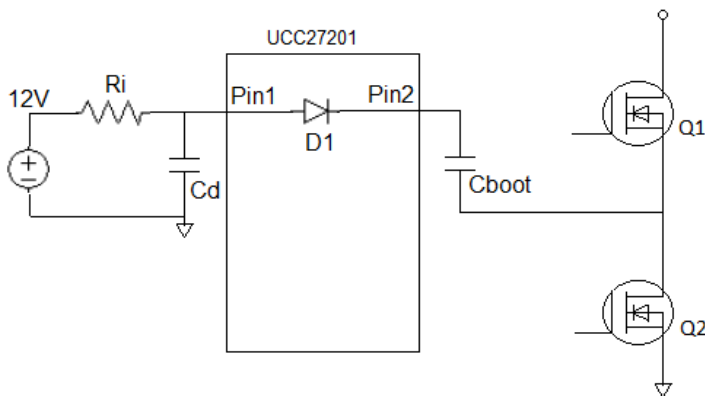 UCC27201
12V
Ri
Pin1
Pin2
D1
Cd
Cboot
Q1
Q2